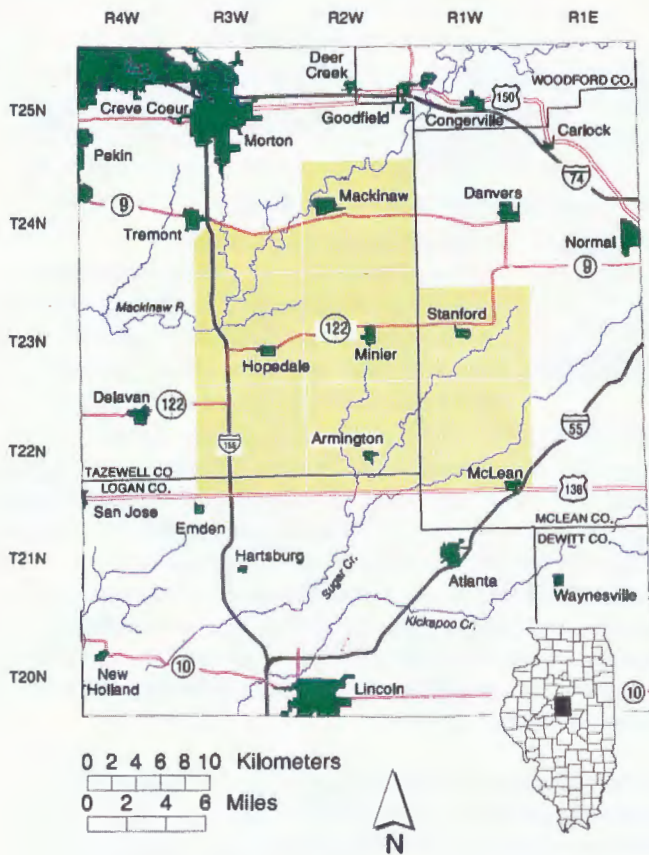 R4W R3W R2W R1W R1E
Deer
Creek
WOODFORD CO.
T25N
150
Creve Coeur
Goodfield
Congerville
Carlock
Morton
Pekin
74
Mackinaw
Danvers
T24N
9
Tremont
Normal
9
Mackinaw R.
122
Stanford
T23N
Minier
Hopedale
Delavan
122
55
155
Armington
T22N
McLean
TAZEWELL CO
LOGAN CO.
136
San Jose
Emden
MCLEAN CO.
DEWITT CO.
T21N
Hartsburg
Sugar Cr.
Atlanta
Waynesville
Kickapoo Cr.
T20N
10
New
Holland
Lincoln
10
0 2 4 6 8 10 Kilometers
0 2 4 6 Miles
N